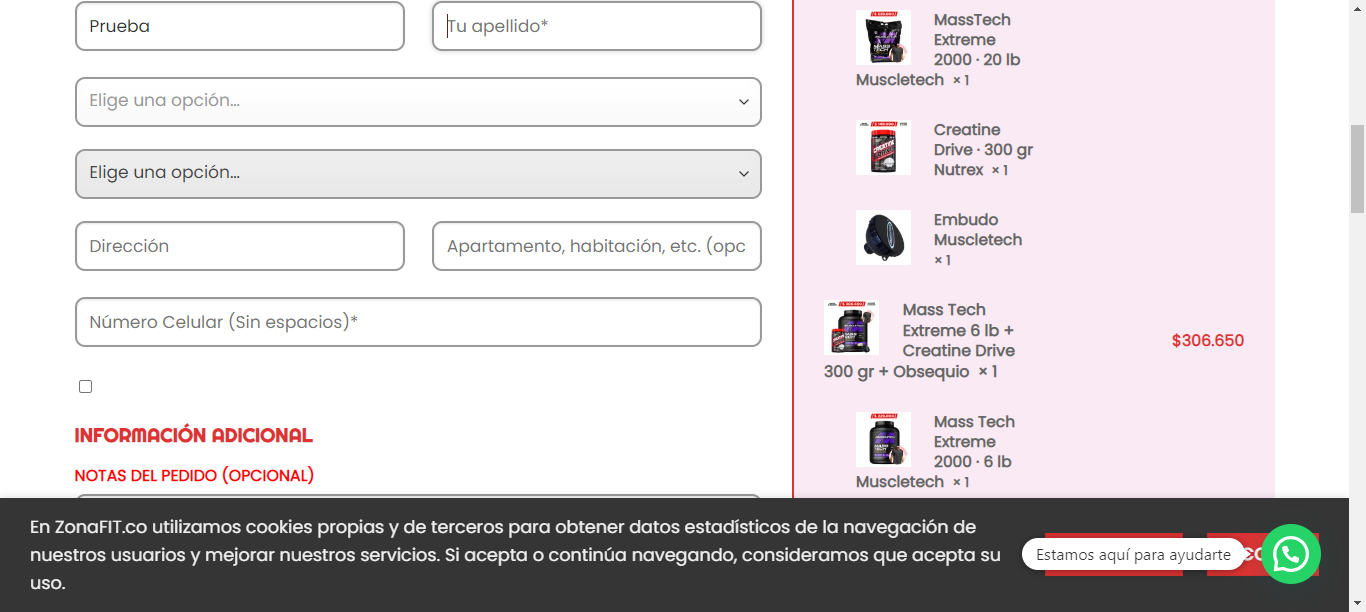 Prueba
Tu apellido*
Elige una opción...
Elige una opción...
Dirección
Apartamento, habitación, etc. (opc
Número Celular (Sin espacios)*
INFORMACIÓN ADICIONAL
NOTAS DEL PEDIDO (OPCIONAL)
MassTech
Extreme
2000 · 20 lb
Muscletech × 1
Creatine
Drive · 300 gr
Nutrex × 1
Embudo
Muscletech
× 1
Mass Tech
Extreme 6 lb +
Creatine Drive
300 gr + Obsequio × 1
$306.650
Mass Tech
Extreme
2000 · 6 lb
Muscletech × 1
En ZonaFIT.co utilizamos cookies propias y de terceros para obtener datos estadísticos de la navegación de
nuestros usuarios y mejorar nuestros servicios. Si acepta o continúa navegando, consideramos que acepta su
uso.
Estamos aquí para ayudarte